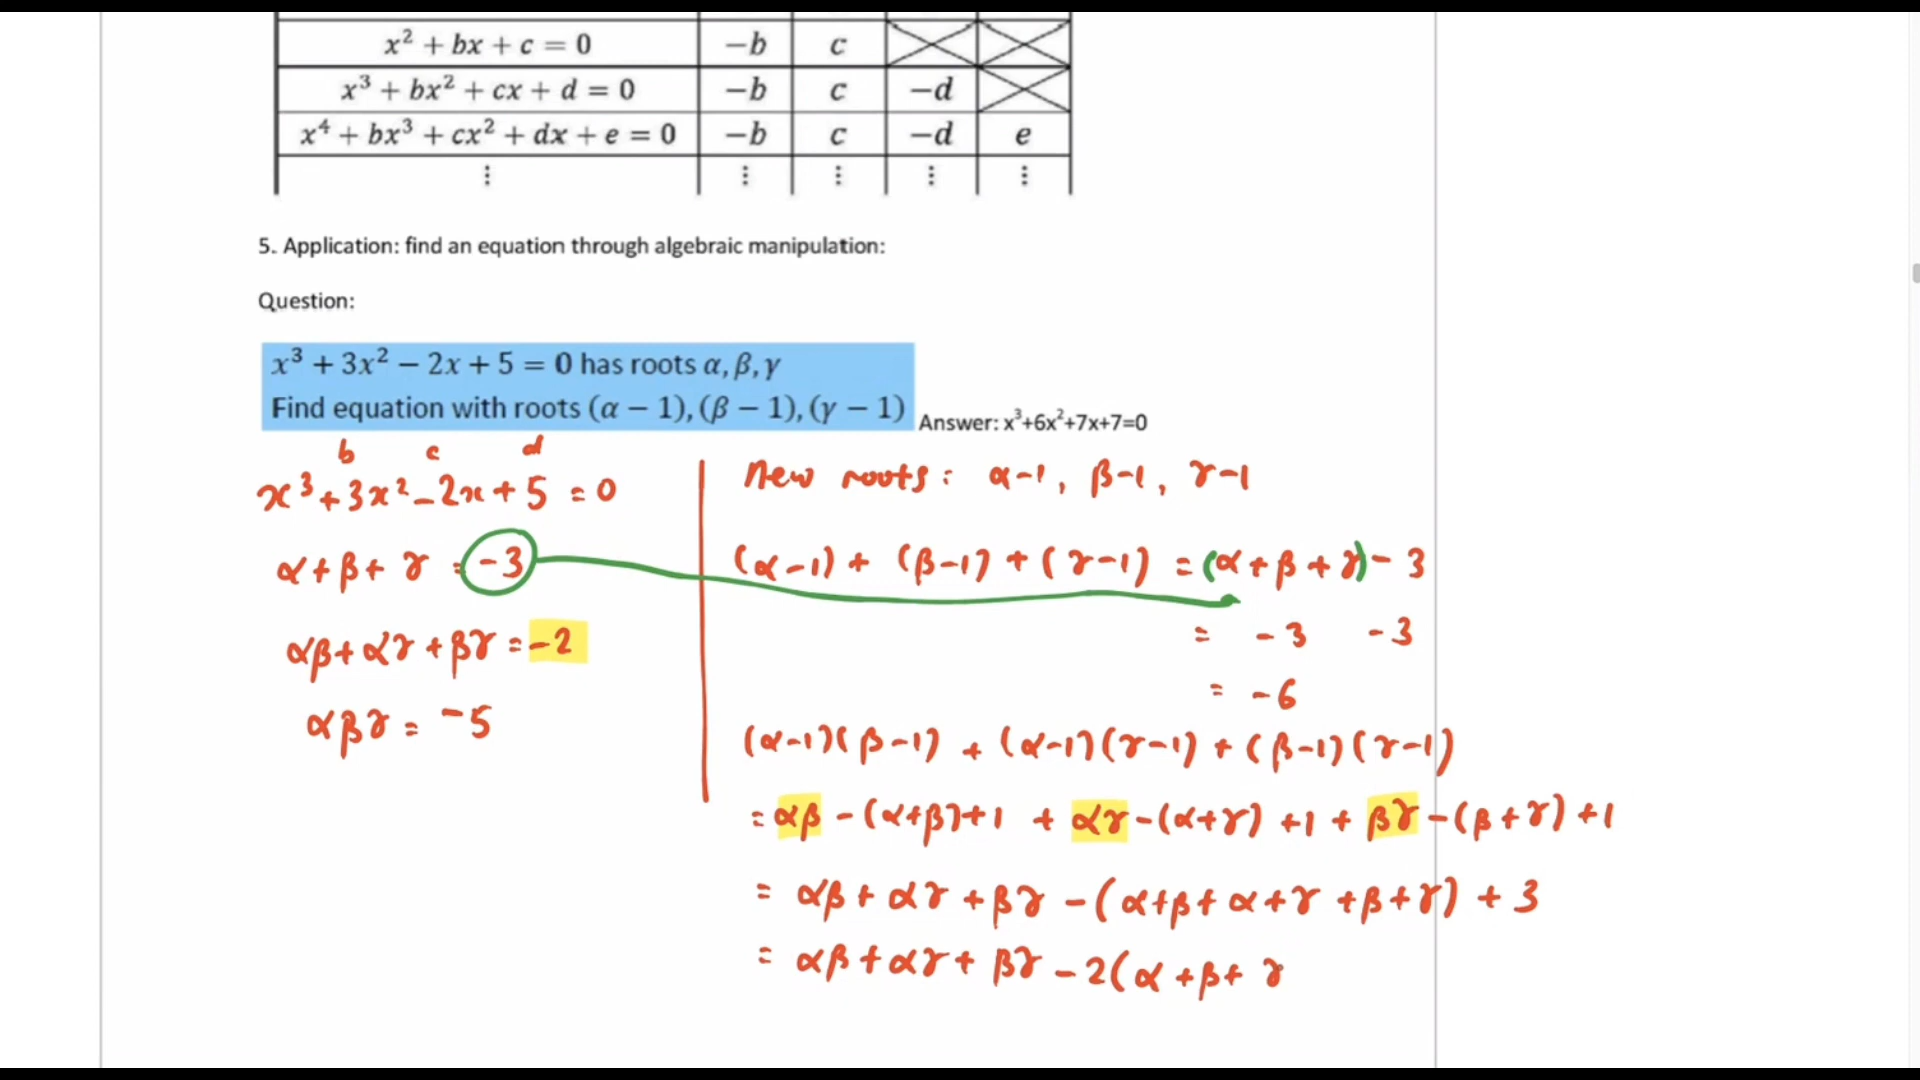 x² + bx + c = 0 −b c
x³ + bx² + cx + d = 0 −b c −d
x⁴ + bx³ + cx² + dx + e = 0 −b c −d e
⋮ ⋮ ⋮ ⋮ ⋮
5. Application: find an equation through algebraic manipulation:
Question:
x³ + 3x² − 2x + 5 = 0 has roots α, β, γ
Find equation with roots (α − 1), (β − 1), (γ − 1) Answer: x³+6x²+7x+7=0
b c d
x³ + 3x² − 2x + 5 = 0
α + β + γ = −3
αβ + αγ + βγ = −2
αβγ = −5
New roots: α−1, β−1, γ−1
(α−1) + (β−1) + (γ−1) = (α + β + γ) − 3
= −3 −3
= −6
(α−1)(β−1) + (α−1)(γ−1) + (β−1)(γ−1)
= αβ − (α+β) + 1 + αγ − (α+γ) + 1 + βγ − (β+γ) + 1
= αβ + αγ + βγ − (α+β+α+γ+β+γ) + 3
= αβ + αγ + βγ − 2(α + β + γ